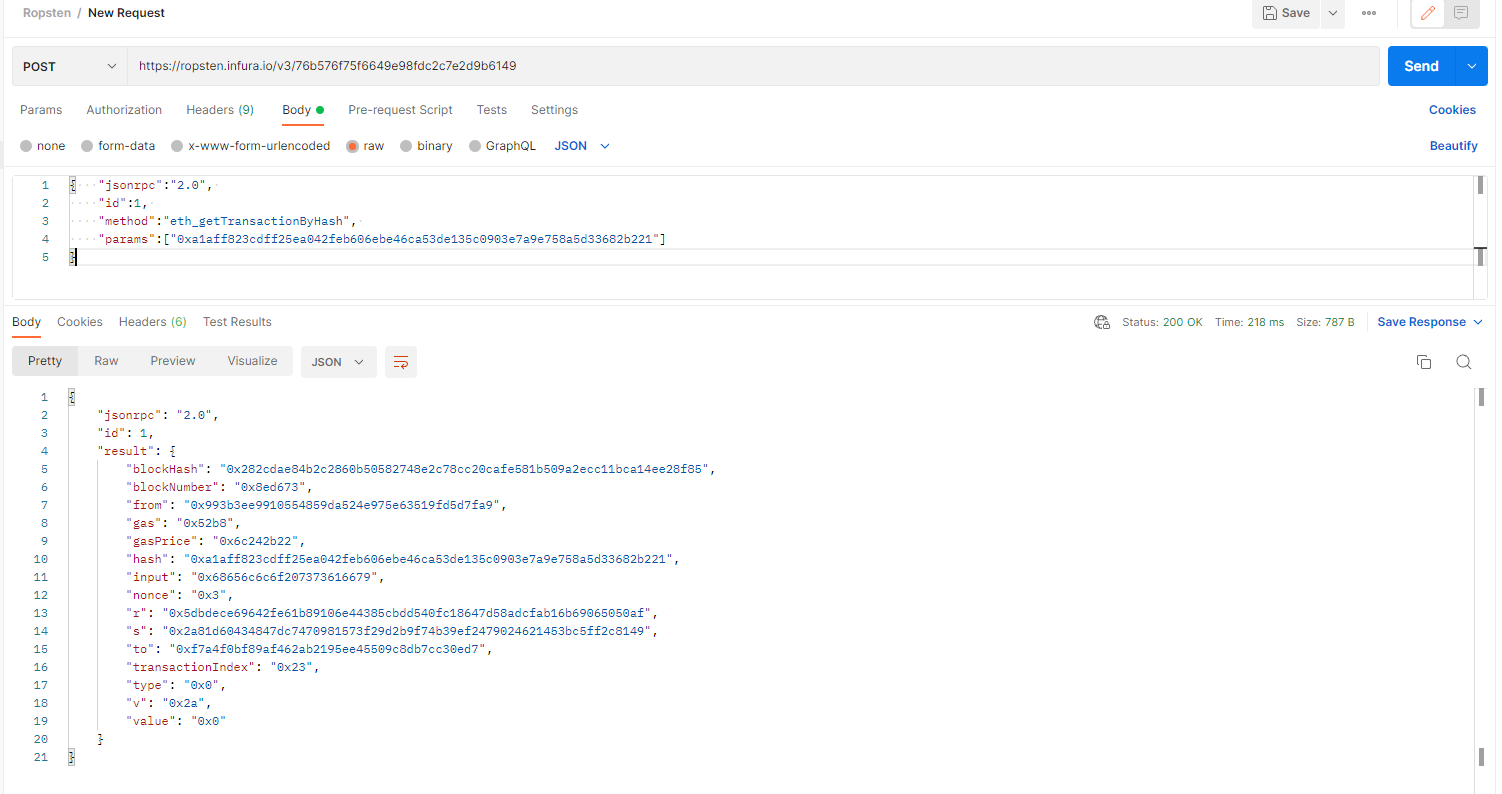 Ropsten / New Request
Save
POST
https://ropsten.infura.io/v3/76b576f75f6649e98fdc2c7e2d9b6149
Send
Params Authorization Headers (9) Body Pre-request Script Tests Settings Cookies
none form-data x-www-form-urlencoded raw binary GraphQL JSON Beautify
1 { "jsonrpc":"2.0",
2 "id":1,
3 "method":"eth_getTransactionByHash",
4 "params":["0xa1aff823cdff25ea042feb606ebe46ca53de135c0903e7a9e758a5d33682b221"]
5 }
Body Cookies Headers (6) Test Results Status: 200 OK Time: 218 ms Size: 787 B Save Response
Pretty Raw Preview Visualize JSON
1 {
2 "jsonrpc": "2.0",
3 "id": 1,
4 "result": {
5 "blockHash": "0x282cdae84b2c2860b50582748e2c78cc20cafe581b509a2ecc11bca14ee28f85",
6 "blockNumber": "0x8ed673",
7 "from": "0x993b3ee9910554859da524e975e63519fd5d7fa9",
8 "gas": "0x52b8",
9 "gasPrice": "0x6c242b22",
10 "hash": "0xa1aff823cdff25ea042feb606ebe46ca53de135c0903e7a9e758a5d33682b221",
11 "input": "0x68656c6c6f207373616679",
12 "nonce": "0x3",
13 "r": "0x5dbdece69642fe61b89106e44385cbdd540fc18647d58adcfab16b69065050af",
14 "s": "0x2a81d60434847dc7470981573f29d2b9f74b39ef2479024621453bc5ff2c8149",
15 "to": "0xf7a4f0bf89af462ab2195ee45509c8db7cc30ed7",
16 "transactionIndex": "0x23",
17 "type": "0x0",
18 "v": "0x2a",
19 "value": "0x0"
20 }
21 }